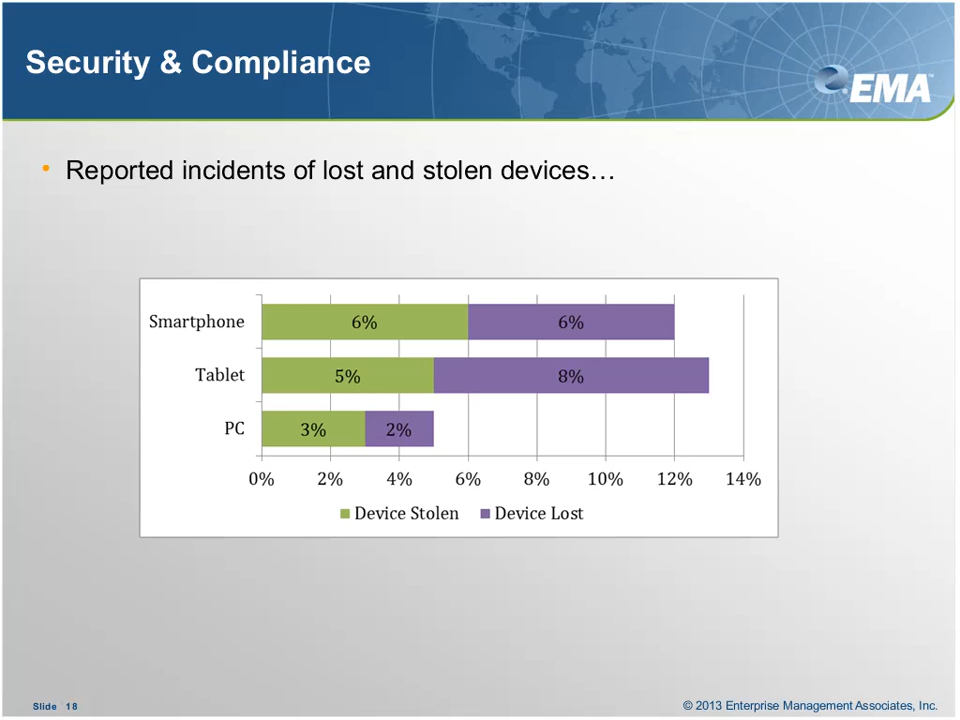 Security & Compliance
EMA™
• Reported incidents of lost and stolen devices…
Smartphone 6% 6%
Tablet 5% 8%
PC 3% 2%
0% 2% 4% 6% 8% 10% 12% 14%
Device Stolen Device Lost
Slide 18
© 2013 Enterprise Management Associates, Inc.